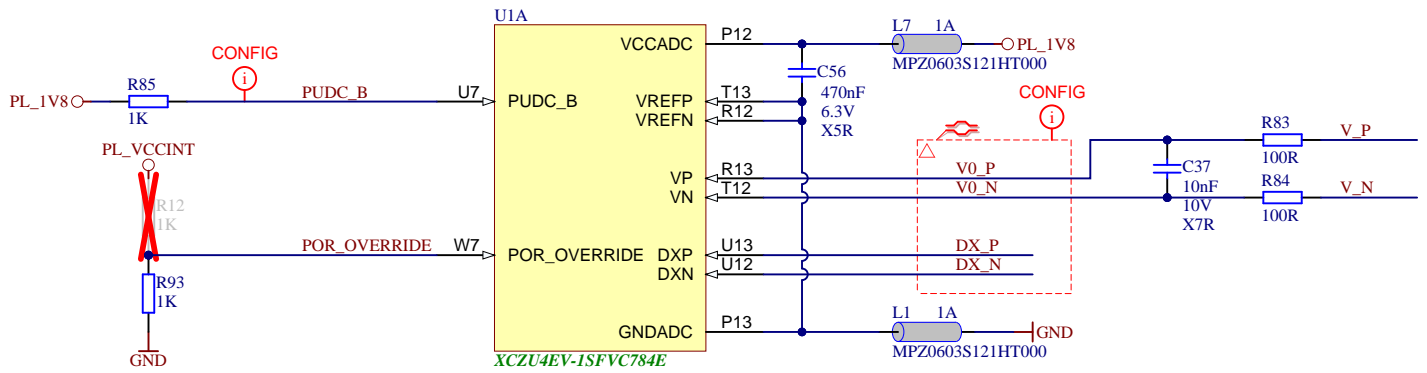 U1A
L7 1A
P12
VCCADC
PL_1V8
MPZ0603S121HT000
CONFIG
i
R85
PL_1V8
1K
PUDC_B
U7
PUDC_B
C56
470nF
6.3V
X5R
T13
VREFP
R12
VREFN
CONFIG
i
PL_VCCINT
R12
1K
R83
100R
V_P
R13
VP
V0_P
C37
10nF
10V
X7R
T12
VN
V0_N
R84
100R
V_N
POR_OVERRIDE
W7
POR_OVERRIDE
U13
DXP
DX_P
U12
DXN
DX_N
R93
1K
GND
P13
GNDADC
L1 1A
GND
MPZ0603S121HT000
XCZU4EV-1SFVC784E